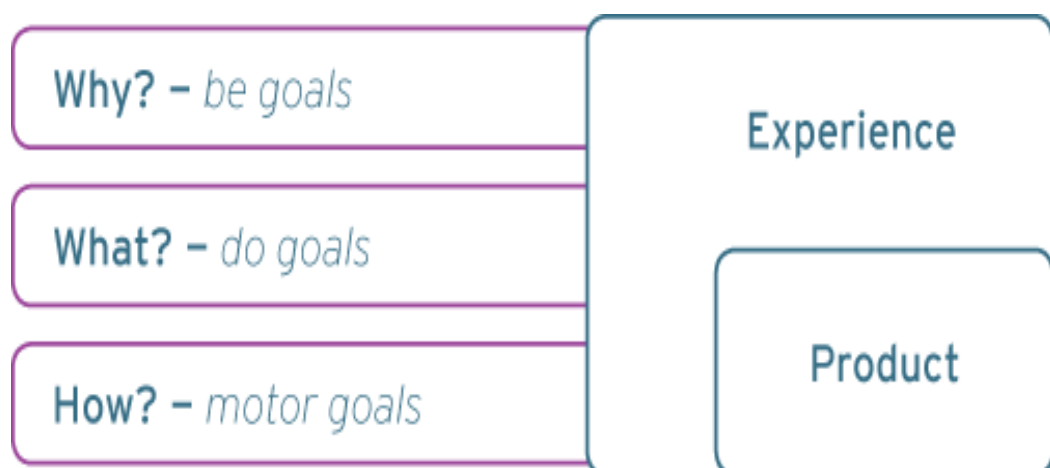 Why? – be goals
Experience
What? – do goals
Product
How? – motor goals